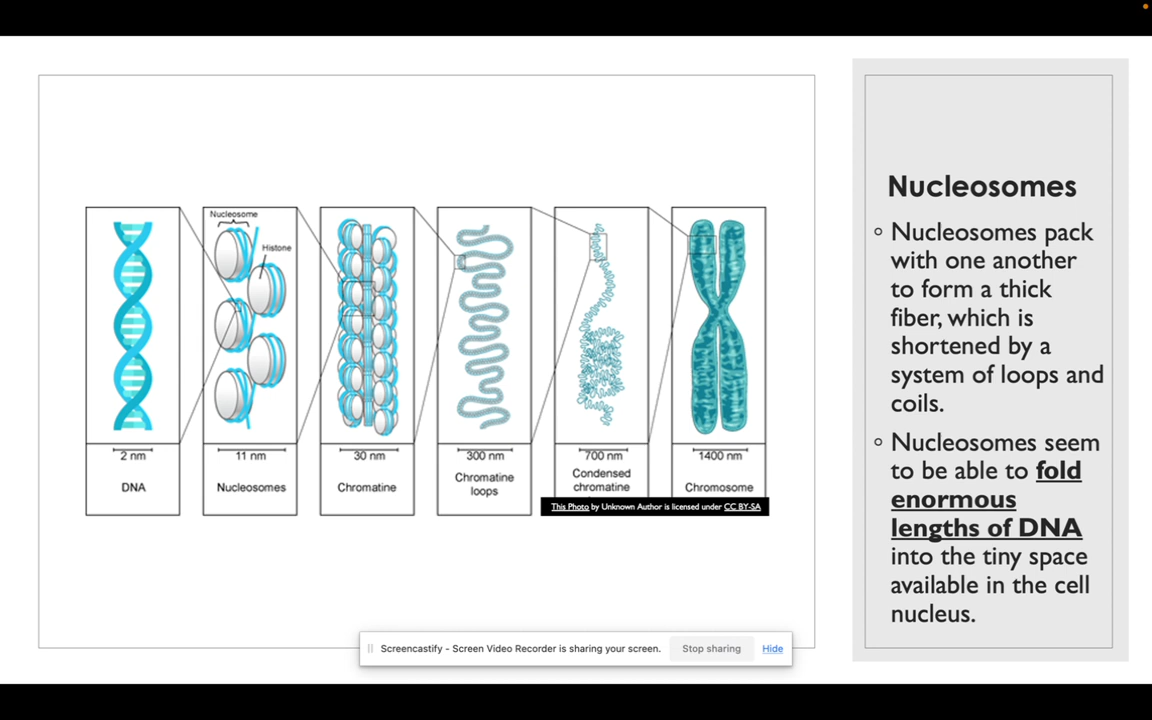 Nucleosome
Histone
2 nm
11 nm
30 nm
300 nm
700 nm
1400 nm
DNA
Nucleosomes
Chromatine
Chromatine
loops
Condensed
chromatine
Chromosome
This Photo by Unknown Author is licensed under CC BY-SA
Nucleosomes
◦ Nucleosomes pack
with one another
to form a thick
fiber, which is
shortened by a
system of loops and
coils.
◦ Nucleosomes seem
to be able to fold
enormous
lengths of DNA
into the tiny space
available in the cell
nucleus.
Screencastify - Screen Video Recorder is sharing your screen.
Stop sharing
Hide